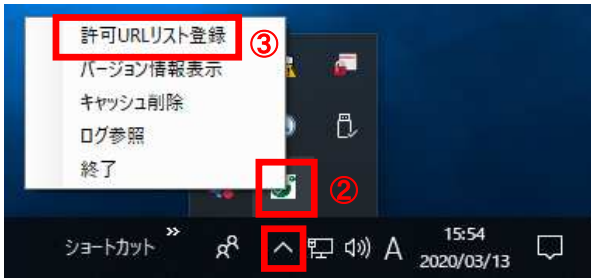 許可URLリスト登録
③
バージョン情報表示
キャッシュ削除
ログ参照
終了
②
ショートカット
»
A
15:54
2020/03/13